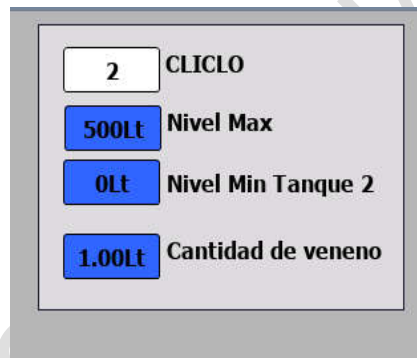 2 CLICLO
500Lt Nivel Max
0Lt Nivel Min Tanque 2
1.00Lt Cantidad de veneno